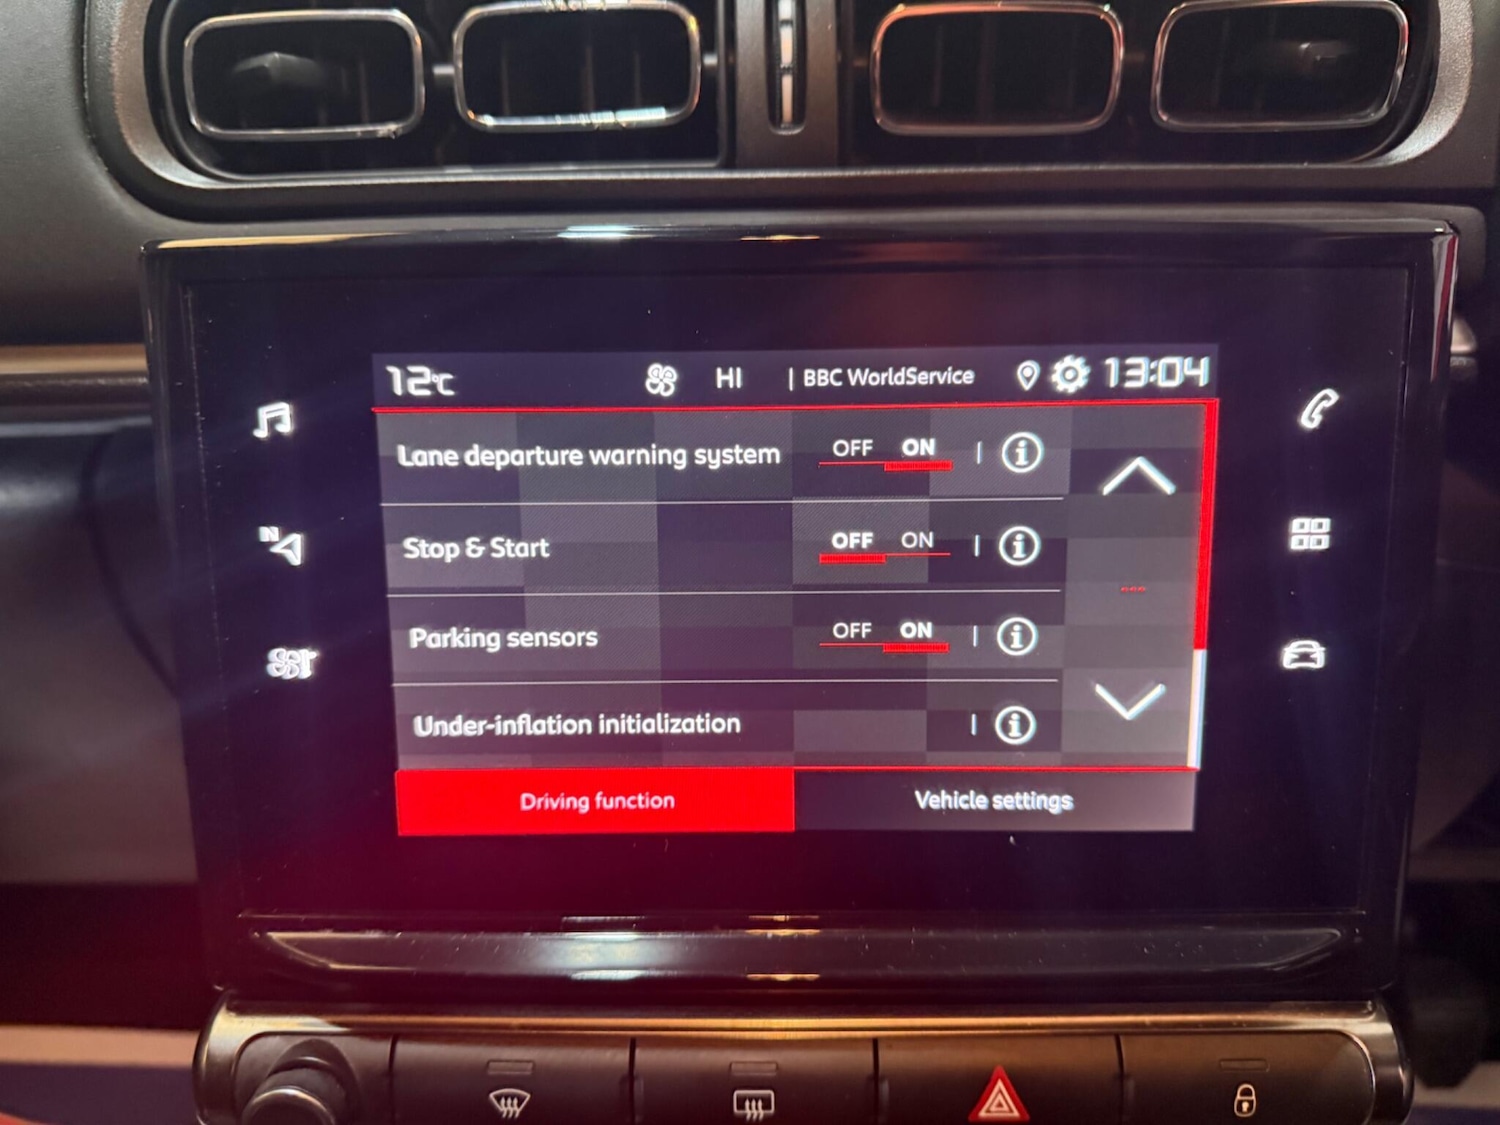 12°C HI | BBC WorldService 13:04
Lane departure warning system OFF ON
Stop & Start OFF ON
N
Parking sensors OFF ON
Under-inflation initialization
Driving function Vehicle settings